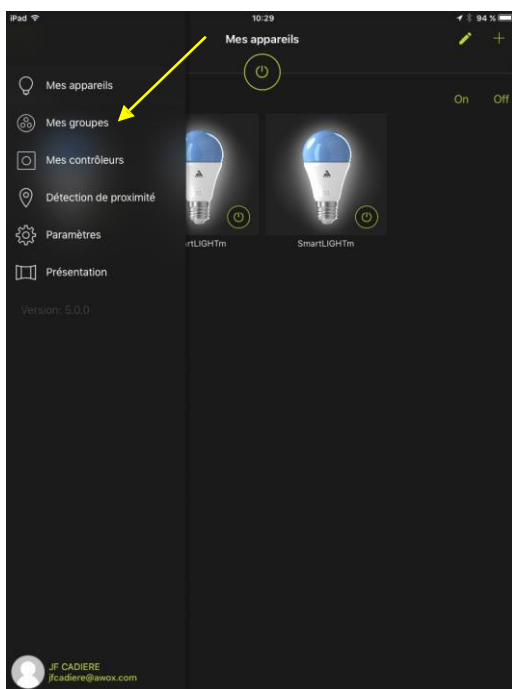 iPad 10:29 94 %
Mes appareils
Mes appareils
On Off
Mes groupes
Mes contrôleurs
Détection de proximité
Paramètres
rtLIGHTm SmartLIGHTm
Présentation
Version: 5.0.0
JF CADIERE
jfcadiere@awox.com